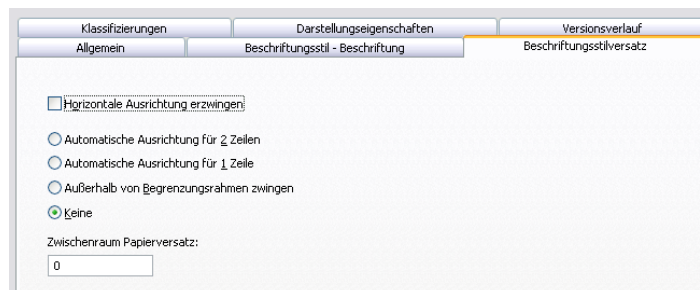 Klassifizierungen Darstellungseigenschaften Versionsverlauf
Allgemein Beschriftungsstil - Beschriftung Beschriftungsstilversatz
Horizontale Ausrichtung erzwingen
Automatische Ausrichtung für 2 Zeilen
Automatische Ausrichtung für 1 Zeile
Außerhalb von Begrenzungsrahmen zwingen
Keine
Zwischenraum Papierversatz:
0